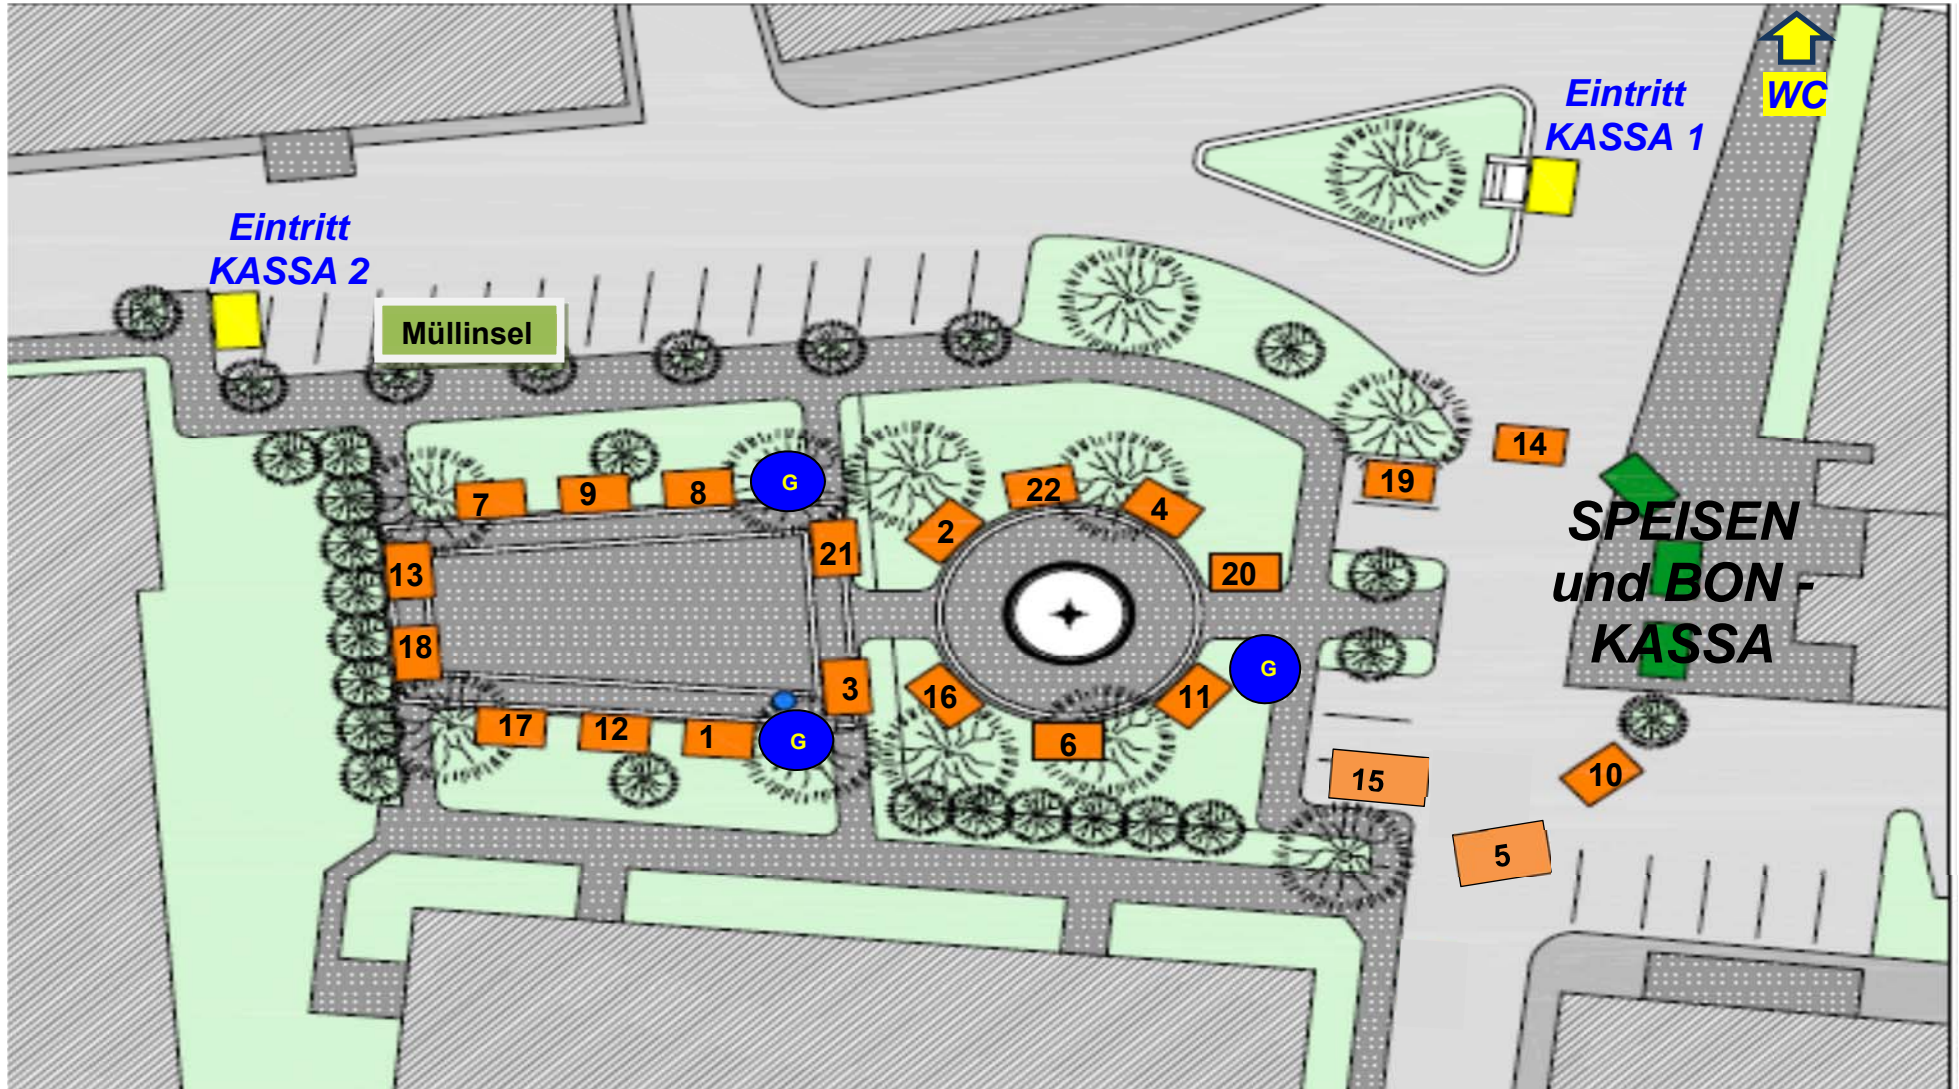 WC
Eintritt
KASSA 1
Eintritt
KASSA 2
Müllinsel
14
19
7
9
8
G
22
4
2
21
13
20
SPEISEN
und BON -
KASSA
18
3
16
11
G
17
12
1
G
6
15
10
5